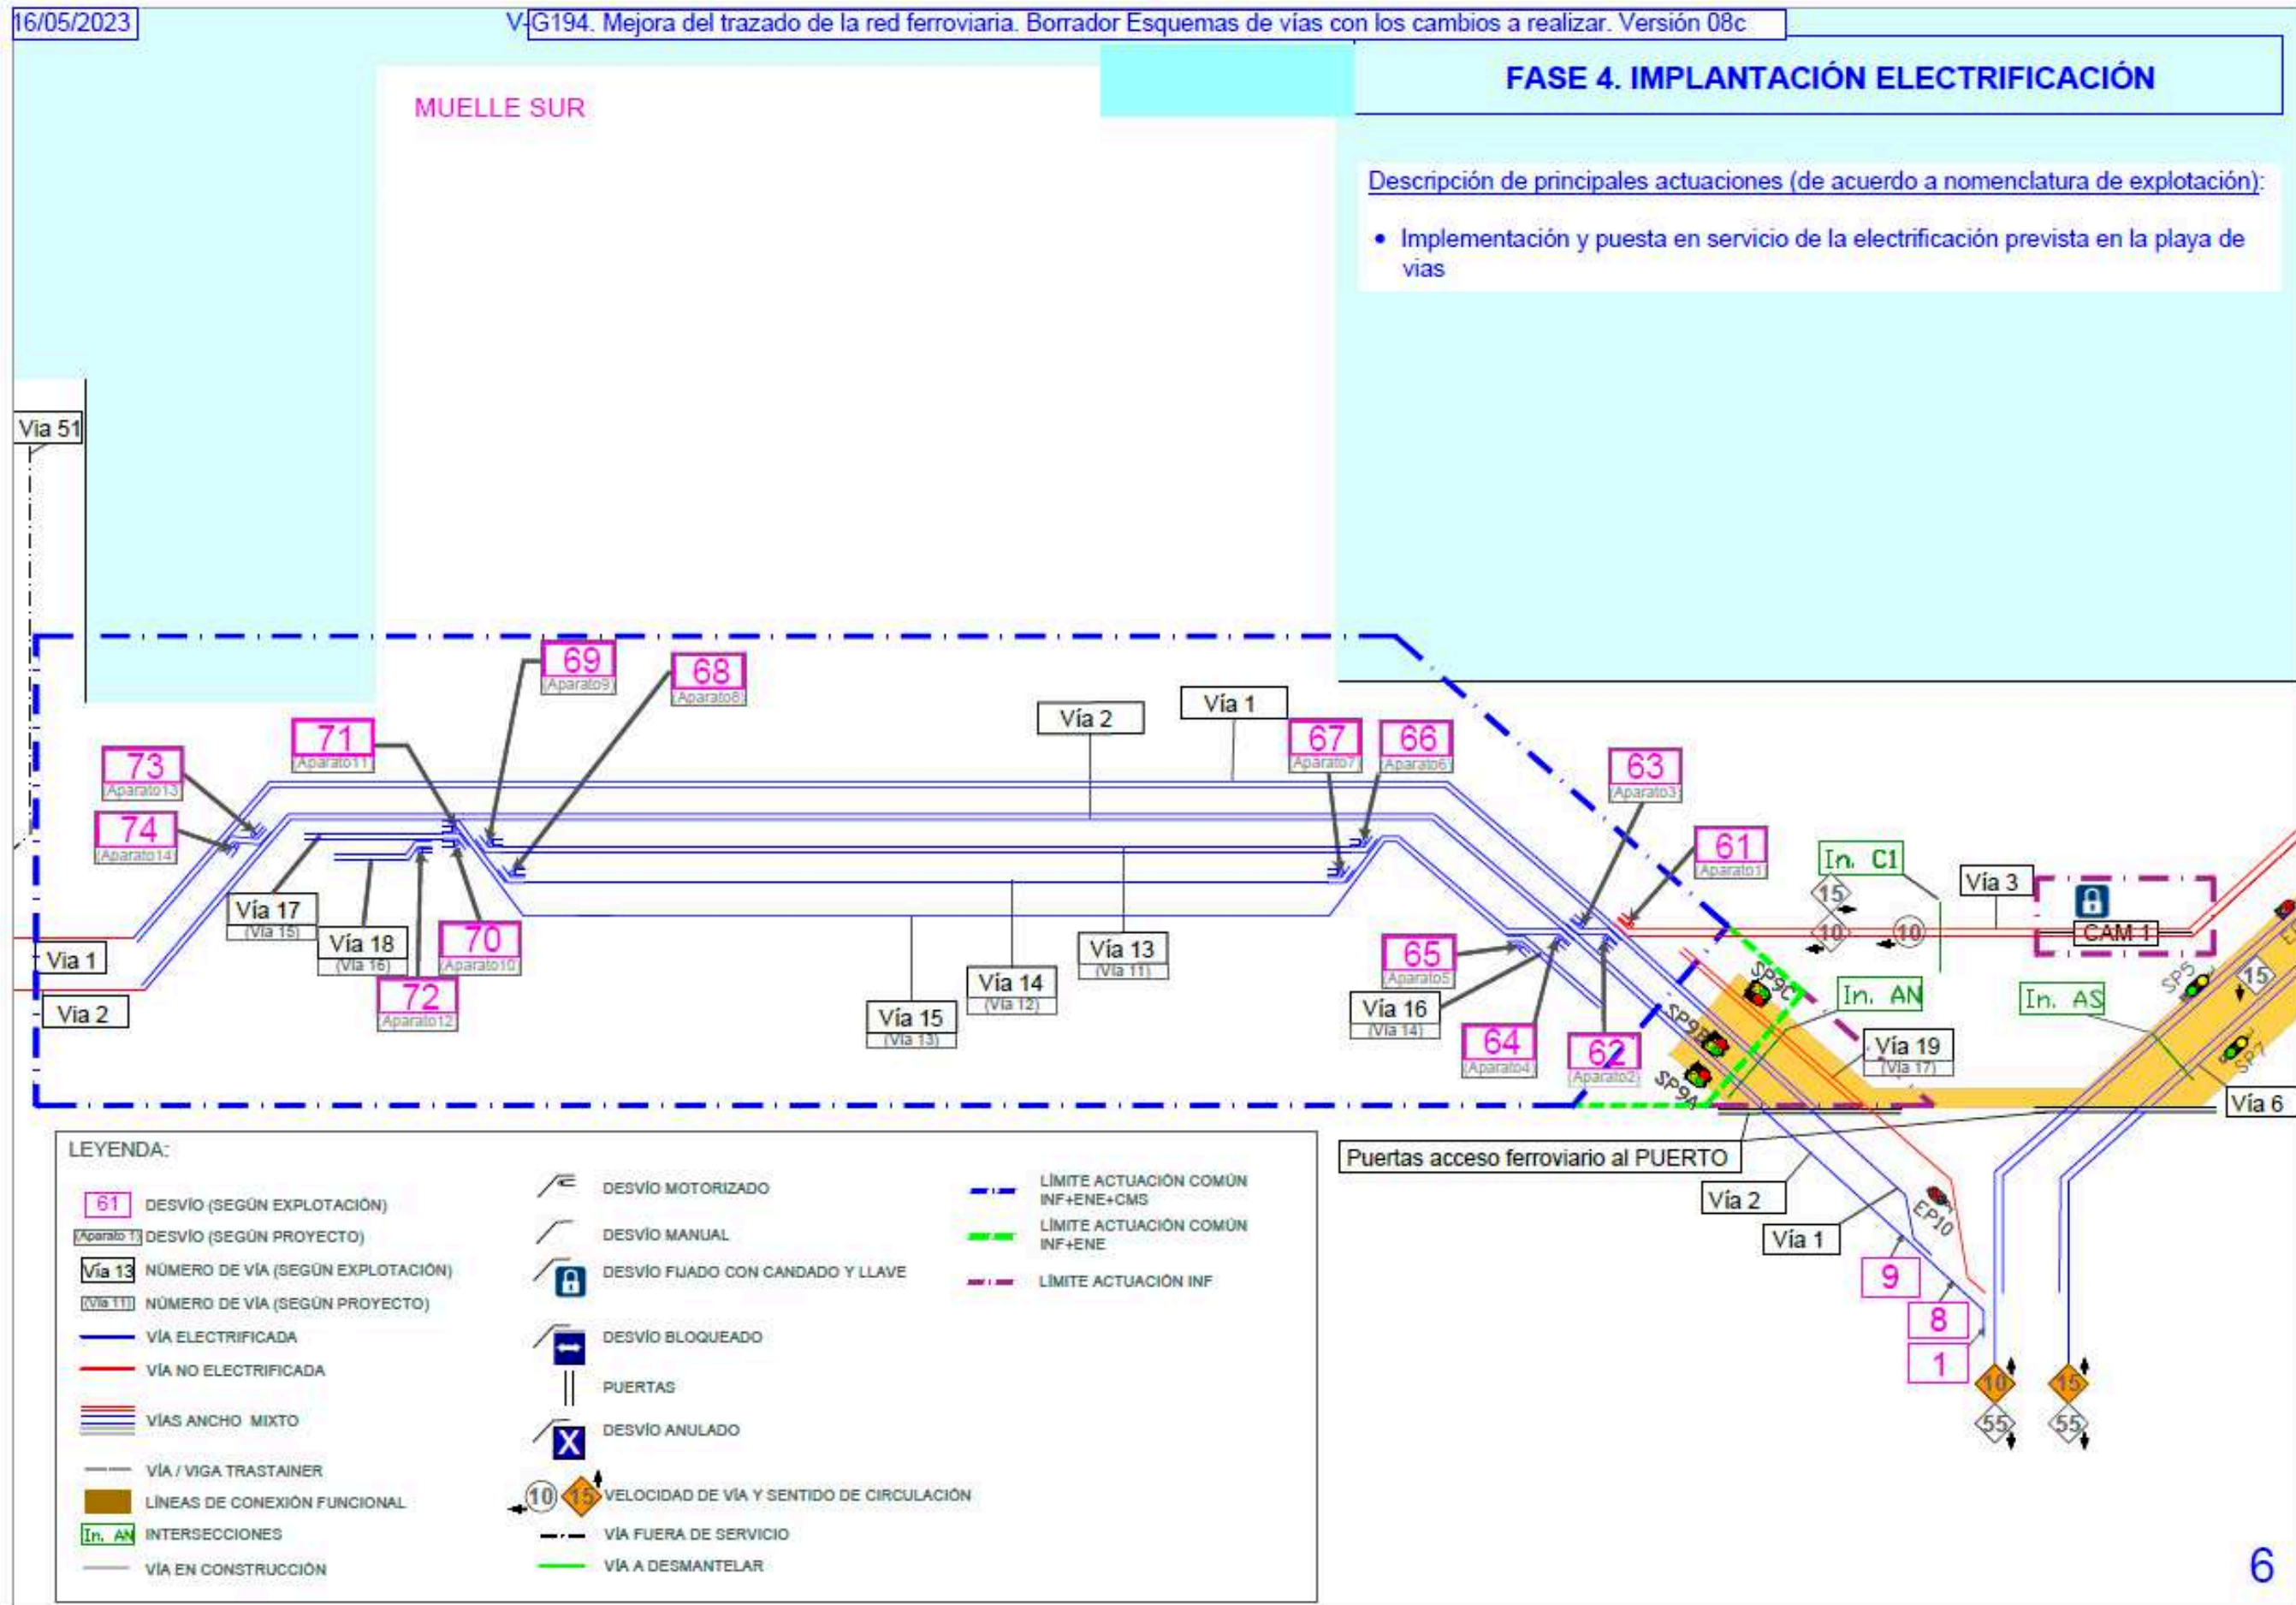 16/05/2023
V-G194. Mejora del trazado de la red ferroviaria. Borrador Esquemas de vías con los cambios a realizar. Versión 08c
FASE 4. IMPLANTACIÓN ELECTRIFICACIÓN
MUELLE SUR
Descripción de principales actuaciones (de acuerdo a nomenclatura de explotación):
• Implementación y puesta en servicio de la electrificación prevista en la playa de
vias
Via 51
69
(Aparato9)
68
(Aparato8)
71
(Aparato11)
73
(Aparato13)
74
(Aparato14)
Vía 2
Vía 1
67
(Aparato7)
66
(Aparato6)
63
(Aparato3)
61
(Aparato1)
In. C1
15
10
10
Vía 3
CAM 1
Vía 17
(Vía 15)
Vía 18
(Vía 16)
70
(Aparato10)
72
(Aparato12)
Via 1
Via 2
Vía 13
(Vía 11)
Vía 14
(Vía 12)
Vía 15
(Vía 13)
65
(Aparato5)
Vía 16
(Vía 14)
64
(Aparato4)
62
(Aparato2)
SP9C
SP9B
SP9A
In. AN
In. AS
SP5
15
SP7
Vía 19
(Vía 17)
Vía 6
Puertas acceso ferroviario al PUERTO
Vía 2
Vía 1
EP10
9
8
1
10
15
55
55
LEYENDA:
61 DESVÍO (SEGÚN EXPLOTACIÓN)
(Aparato 1) DESVÍO (SEGÚN PROYECTO)
Vía 13 NÚMERO DE VÍA (SEGÚN EXPLOTACIÓN)
(Vía 11) NÚMERO DE VÍA (SEGÚN PROYECTO)
VÍA ELECTRIFICADA
VÍA NO ELECTRIFICADA
VÍAS ANCHO MIXTO
VÍA / VIGA TRASTAINER
LÍNEAS DE CONEXIÓN FUNCIONAL
In. AN INTERSECCIONES
VÍA EN CONSTRUCCIÓN
DESVÍO MOTORIZADO
DESVÍO MANUAL
DESVÍO FIJADO CON CANDADO Y LLAVE
DESVÍO BLOQUEADO
PUERTAS
X DESVÍO ANULADO
10 15 VELOCIDAD DE VÍA Y SENTIDO DE CIRCULACIÓN
VÍA FUERA DE SERVICIO
VÍA A DESMANTELAR
LÍMITE ACTUACIÓN COMÚN
INF+ENE+CMS
LÍMITE ACTUACIÓN COMÚN
INF+ENE
LÍMITE ACTUACIÓN INF
6